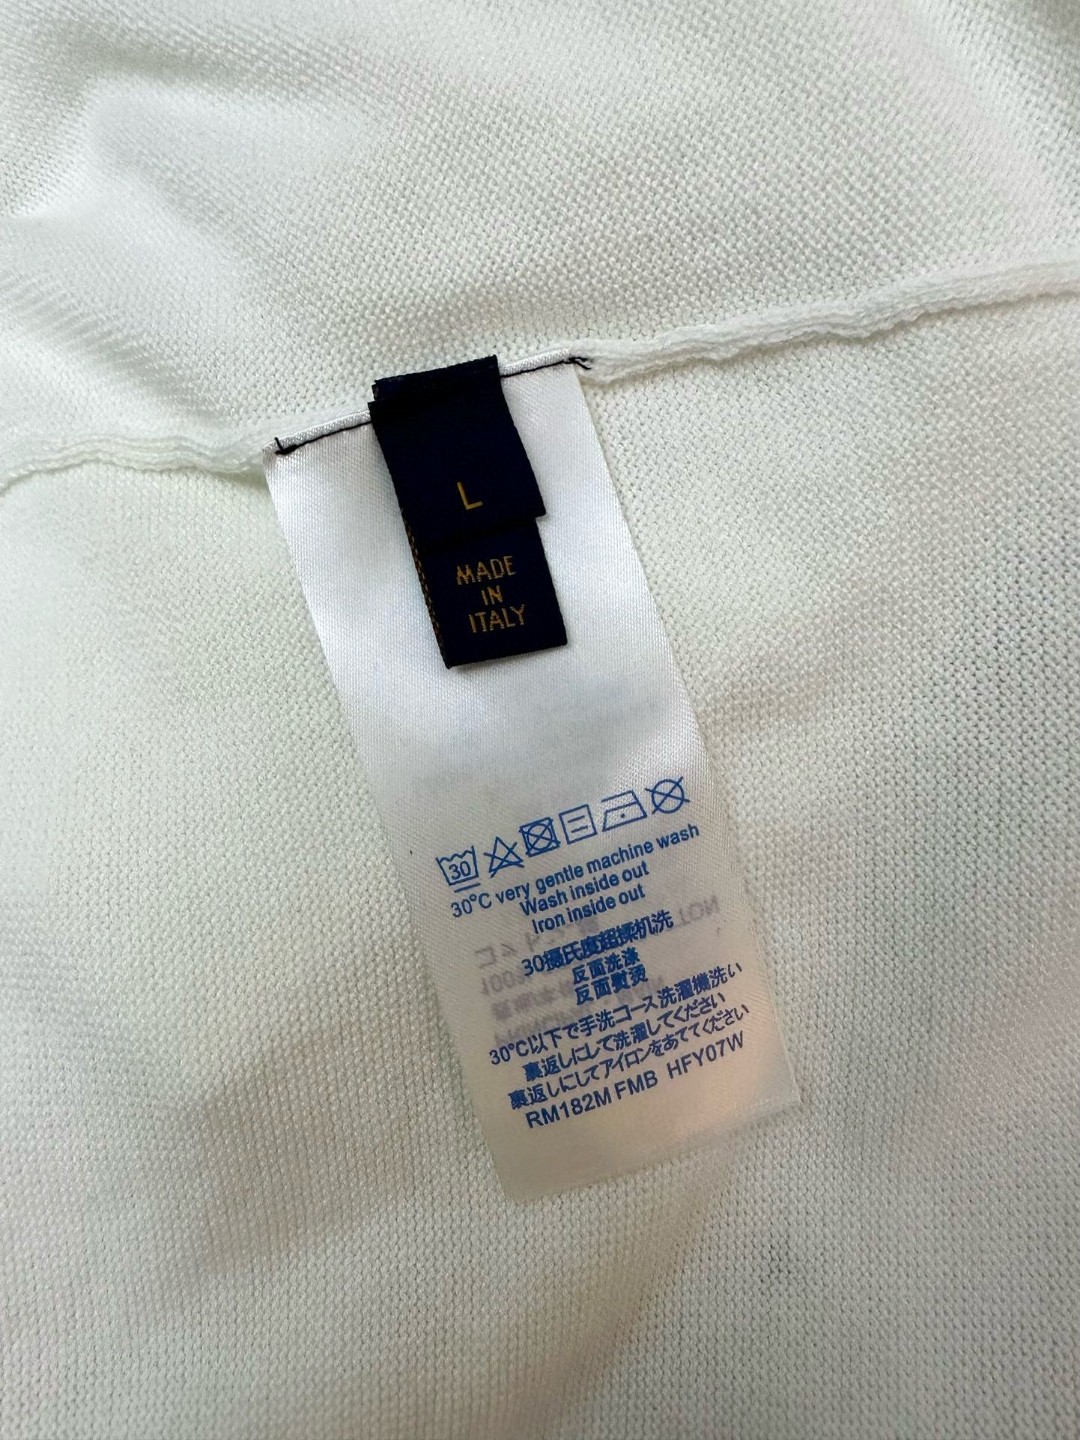 L
MADE
IN
ITALY
30
30°C very gentle machine wash
Wash inside out
Iron inside out
30摄氏度超揉机洗
反面洗涤
反面熨烫
30℃以下で手洗コース洗濯機洗い
裏返しにして洗濯してください
裏返しにしてアイロンをあててください
RM182M FMB HFY07W